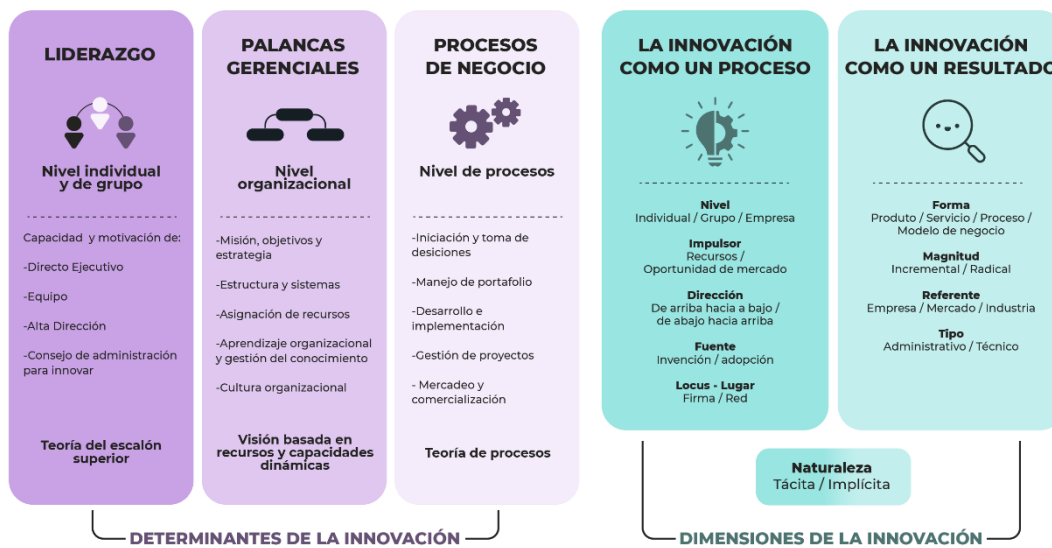 LIDERAZGO
Nivel individual
y de grupo
Capacidad y motivación de:
-Directo Ejecutivo
-Equipo
-Alta Dirección
-Consejo de administración
para innovar
Teoría del escalón
superior
PALANCAS
GERENCIALES
Nivel
organizacional
-Misión, objetivos y
estrategia
-Estructura y sistemas
-Asignación de recursos
-Aprendizaje organizacional
y gestión del conocimiento
-Cultura organizacional
Visión basada en
recursos y capacidades
dinámicas
PROCESOS
DE NEGOCIO
Nivel de procesos
-Iniciación y toma de
desiciones
-Manejo de portafolio
-Desarrollo e
implementación
-Gestión de proyectos
- Mercadeo y
comercialización
Teoría de procesos
DETERMINANTES DE LA INNOVACIÓN
LA INNOVACIÓN
COMO UN PROCESO
Nivel
Individual / Grupo / Empresa
Impulsor
Recursos /
Oportunidad de mercado
Dirección
De arriba hacia a bajo /
de abajo hacia arriba
Fuente
Invención / adopción
Locus - Lugar
Firma / Red
LA INNOVACIÓN
COMO UN RESULTADO
Forma
Produto / Servicio / Proceso /
Modelo de negocio
Magnitud
Incremental / Radical
Referente
Empresa / Mercado / Industria
Tipo
Administrativo / Técnico
Naturaleza
Tácita / Implícita
DIMENSIONES DE LA INNOVACIÓN